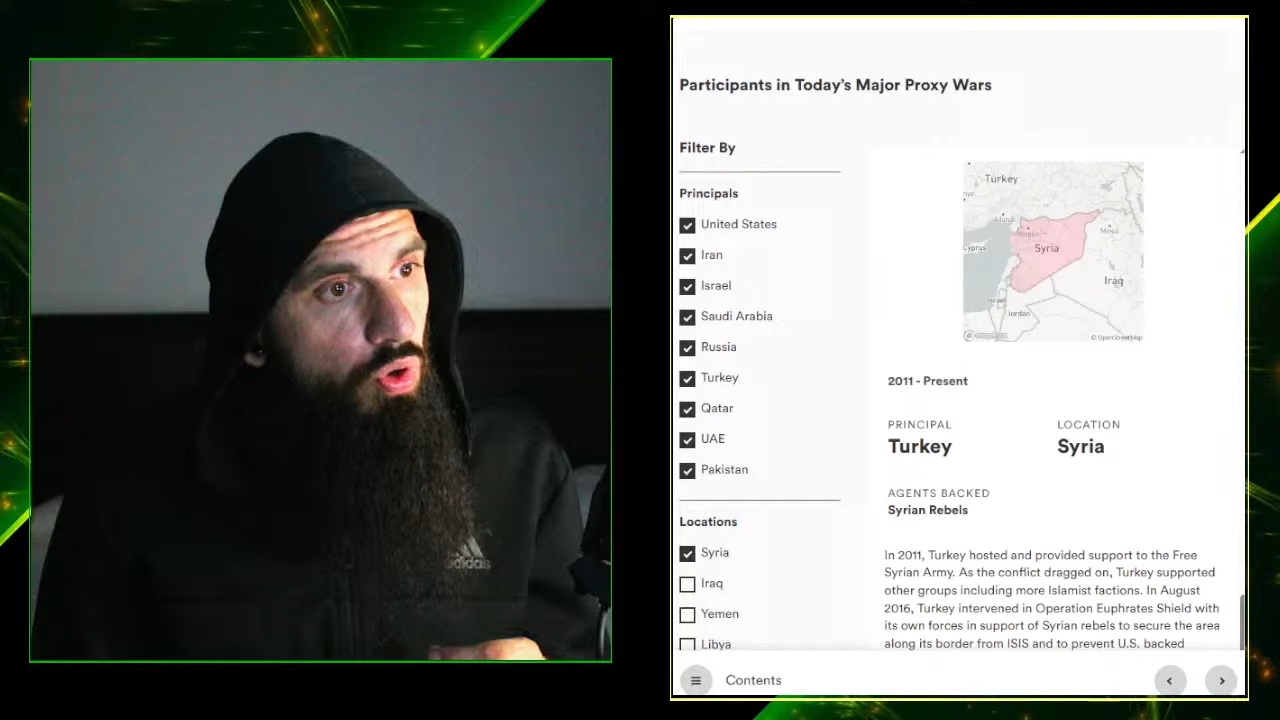 Participants in Today's Major Proxy Wars
Filter By
Principals
United States
Iran
Israel
Saudi Arabia
Russia
Turkey
Qatar
UAE
Pakistan
Locations
Syria
Iraq
Yemen
Libya
Turkey
Cyprus
Syria
Iraq
Israel
Jordan
© OpenStreetMap
2011 - Present
PRINCIPAL
LOCATION
Turkey
Syria
AGENTS BACKED
Syrian Rebels
In 2011, Turkey hosted and provided support to the Free
Syrian Army. As the conflict dragged on, Turkey supported
other groups including more Islamist factions. In August
2016, Turkey intervened in Operation Euphrates Shield with
its own forces in support of Syrian rebels to secure the area
along its border from ISIS and to prevent U.S. backed
Contents
adidas